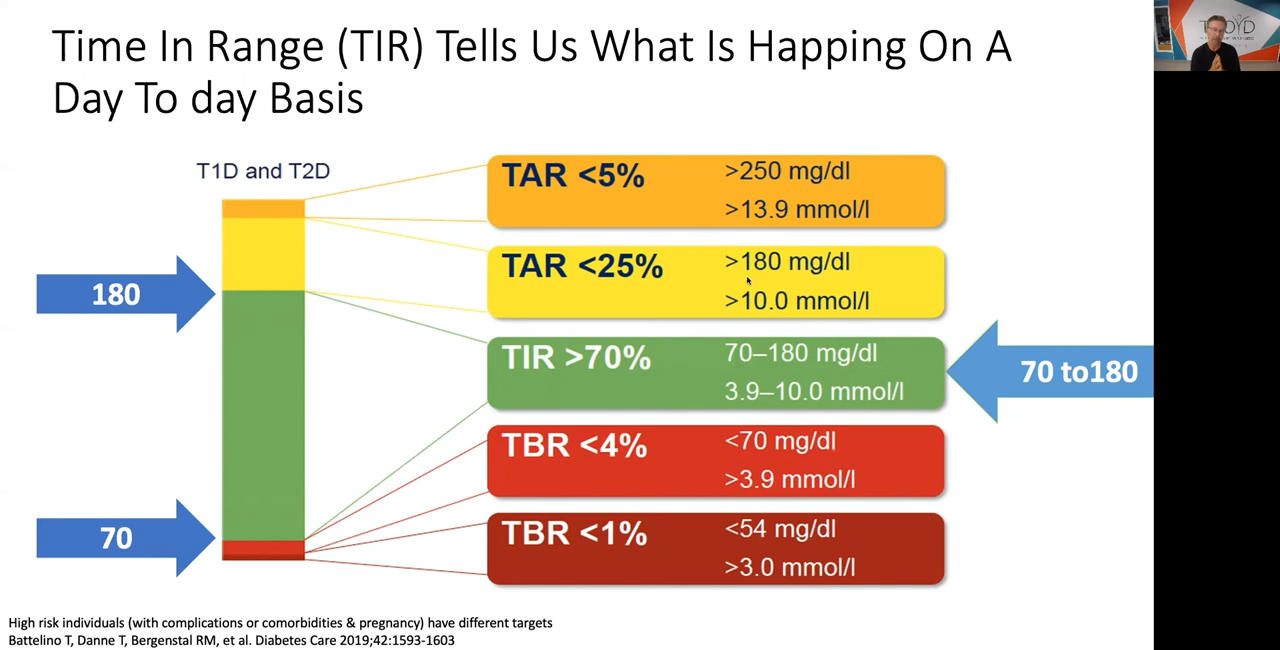 Time In Range (TIR) Tells Us What Is Happing On A
Day To day Basis
T1D and T2D
180
70
TAR <5%
>250 mg/dl
>13.9 mmol/l
TAR <25%
>180 mg/dl
>10.0 mmol/l
TIR >70%
70–180 mg/dl
3.9–10.0 mmol/l
70 to180
TBR <4%
<70 mg/dl
>3.9 mmol/l
TBR <1%
<54 mg/dl
>3.0 mmol/l
High risk individuals (with complications or comorbidities & pregnancy) have different targets
Battelino T, Danne T, Bergenstal RM, et al. Diabetes Care 2019;42:1593-1603